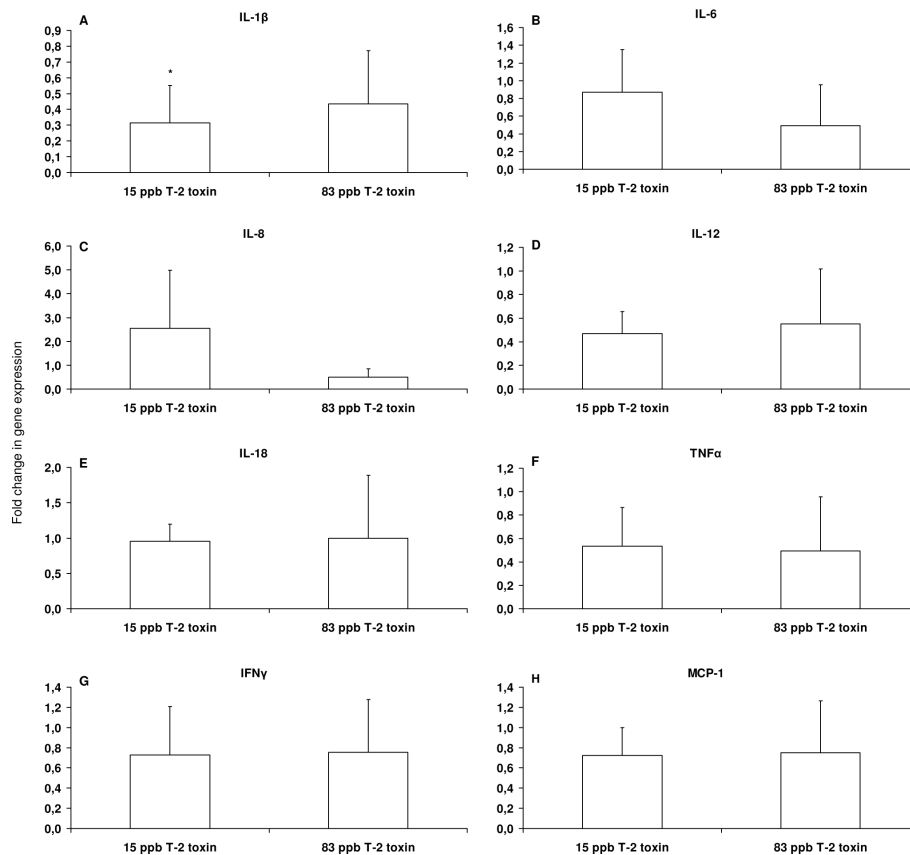 Fold change in gene expression
A
IL-1β
0,9
0,8
0,7
0,6
0,5
0,4
0,3
0,2
0,1
0,0
*
15 ppb T-2 toxin
83 ppb T-2 toxin
B
IL-6
1,6
1,4
1,2
1,0
0,8
0,6
0,4
0,2
0,0
15 ppb T-2 toxin
83 ppb T-2 toxin
C
IL-8
6,0
5,0
4,0
3,0
2,0
1,0
0,0
15 ppb T-2 toxin
83 ppb T-2 toxin
D
IL-12
1,2
1,0
0,8
0,6
0,4
0,2
0,0
15 ppb T-2 toxin
83 ppb T-2 toxin
E
IL-18
2,0
1,5
1,0
0,5
0,0
15 ppb T-2 toxin
83 ppb T-2 toxin
F
TNFα
1,2
1,0
0,8
0,6
0,4
0,2
0,0
15 ppb T-2 toxin
83 ppb T-2 toxin
G
IFNγ
1,4
1,2
1,0
0,8
0,6
0,4
0,2
0,0
15 ppb T-2 toxin
83 ppb T-2 toxin
H
MCP-1
1,4
1,2
1,0
0,8
0,6
0,4
0,2
0,0
15 ppb T-2 toxin
83 ppb T-2 toxin